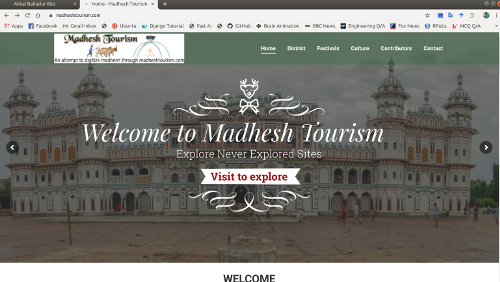 Akkal Bahadur Bist
Home - Madhesh Tourism
madheshtourism.com
Apps Facebook Gmail Inbox Ubuntu Django Tutorial Fast AI GitHub Brain Animation BBC News Engineering Q/A Fox News RPubs MCQ Q/A
Madhesh Tourism
An attempt to digitize madhesh through madheshtourism.com
Home District Festivals Culture Contributors Contact
Welcome to Madhesh Tourism
Explore Never Explored Sites
Visit to explore
WELCOME